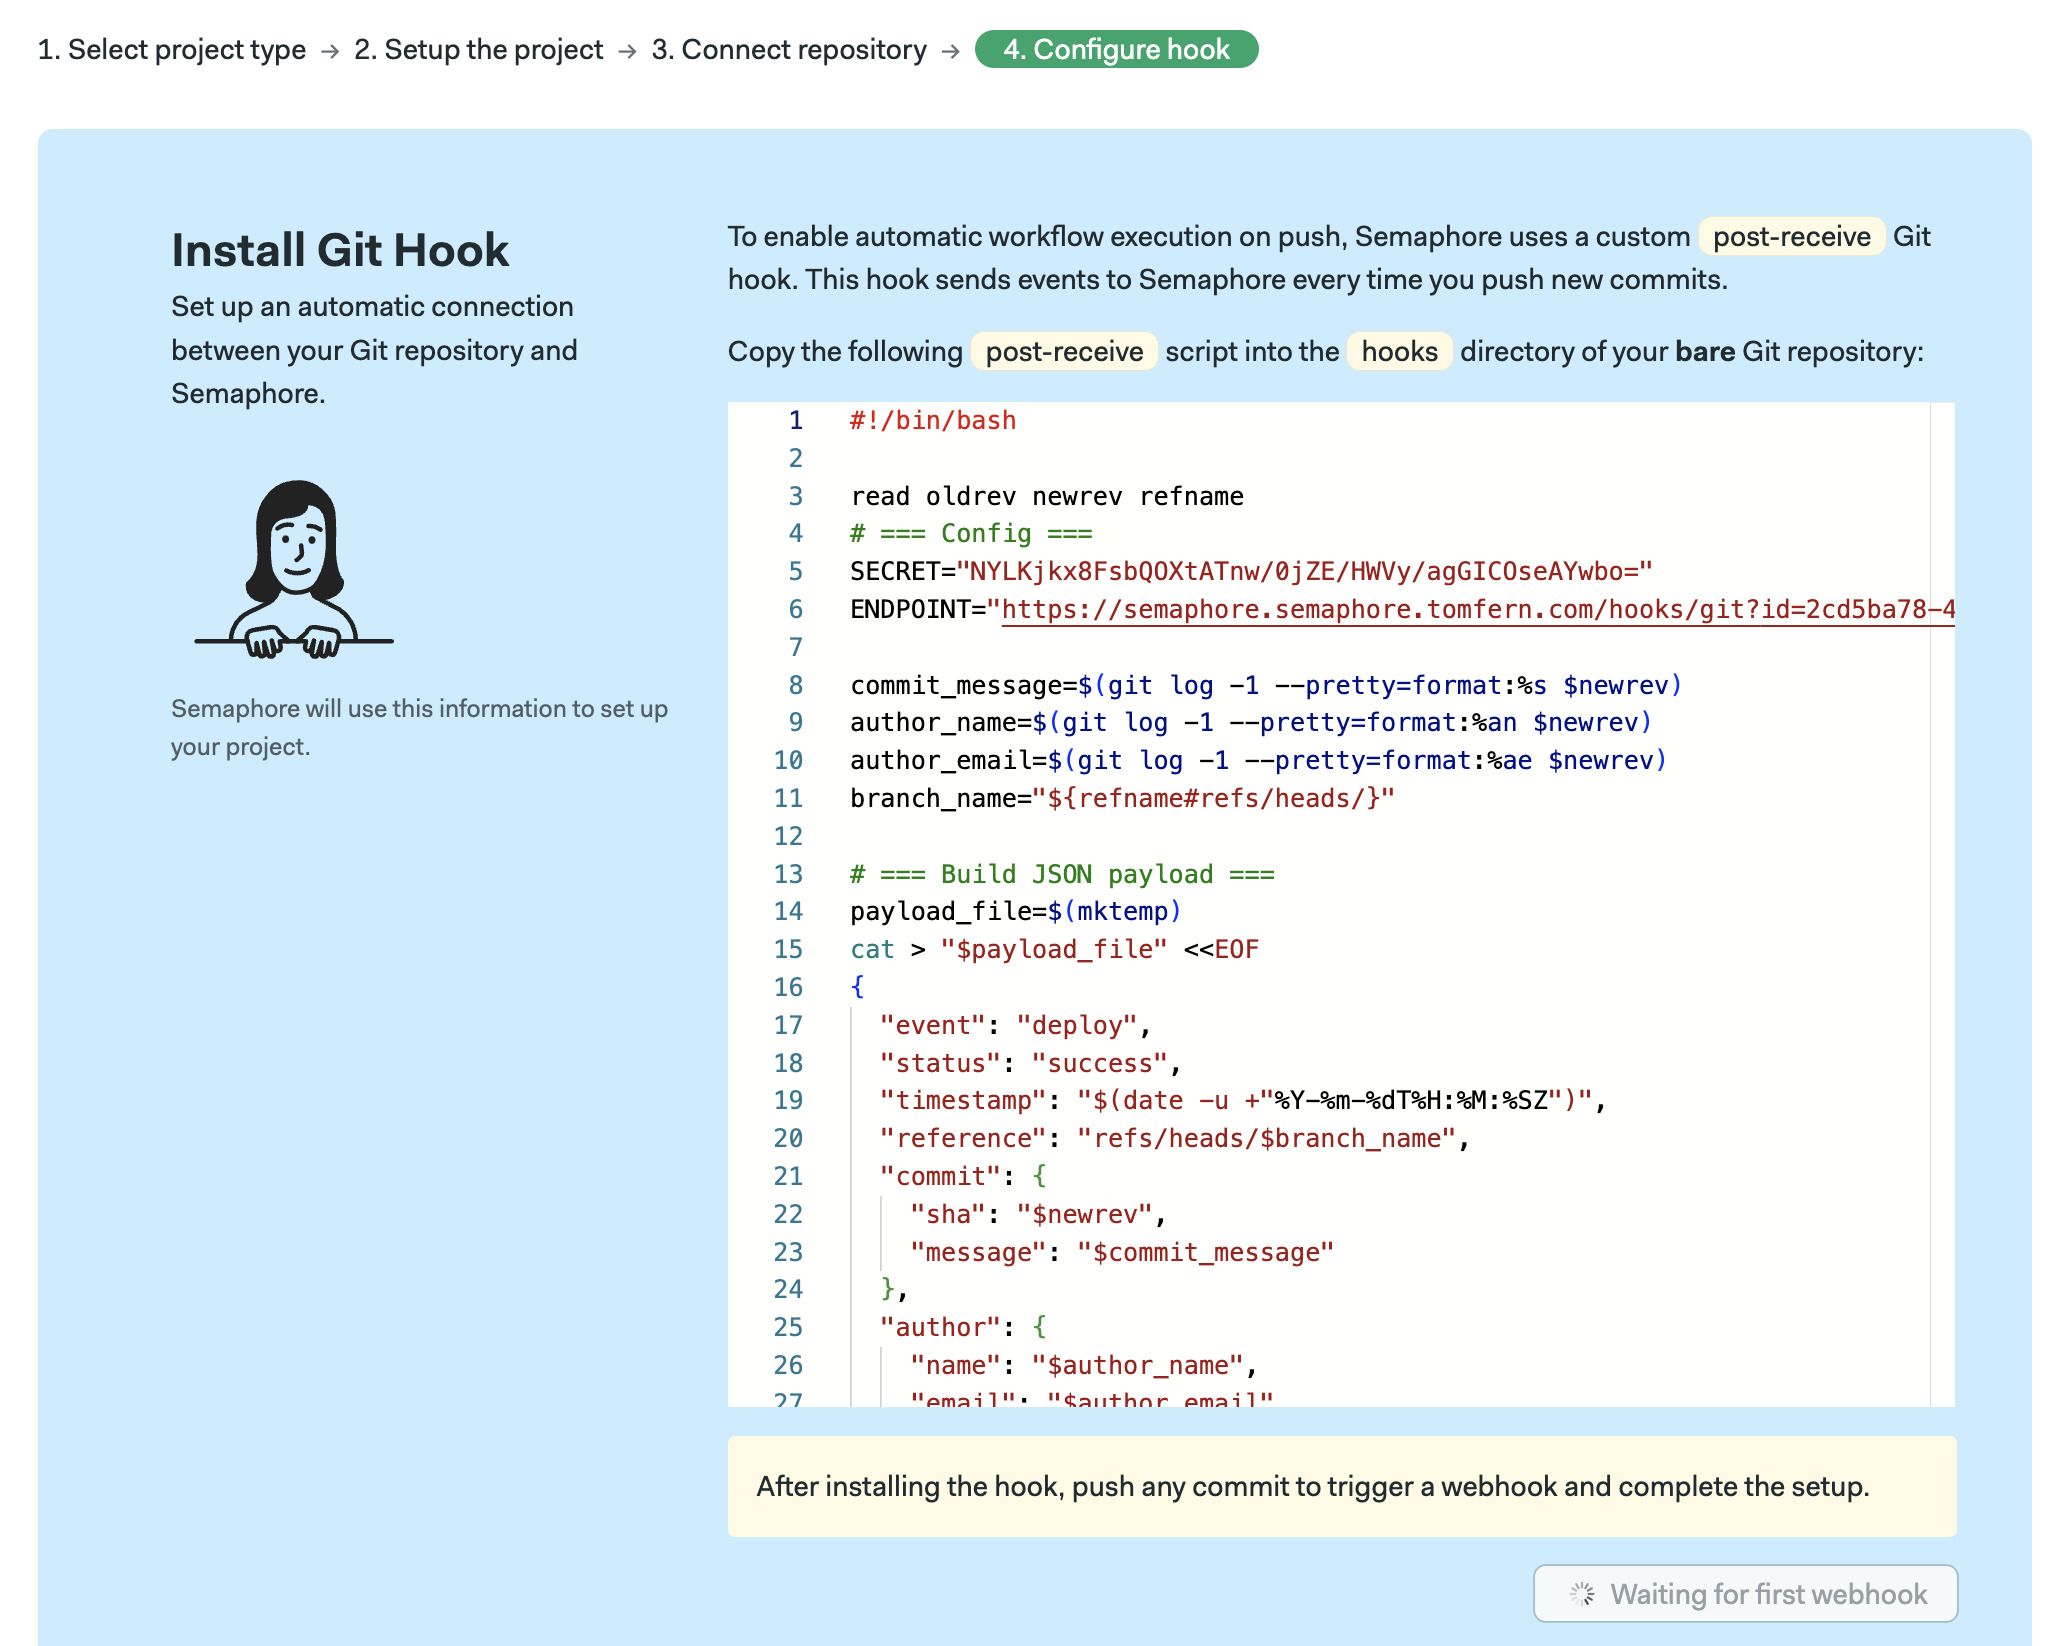 1. Select project type → 2. Setup the project → 3. Connect repository → 4. Configure hook
Install Git Hook
Set up an automatic connection
between your Git repository and
Semaphore.
Semaphore will use this information to set up
your project.
To enable automatic workflow execution on push, Semaphore uses a custom post-receive Git
hook. This hook sends events to Semaphore every time you push new commits.
Copy the following post-receive script into the hooks directory of your bare Git repository:
1 #!/bin/bash
2
3 read oldrev newrev refname
4 # === Config ===
5 SECRET="NYLKjkx8FsbQOXtATnw/0jZE/HWVy/agGICOseAYwbo="
6 ENDPOINT="https://semaphore.semaphore.tomfern.com/hooks/git?id=2cd5ba78-4
7
8 commit_message=$(git log -1 --pretty=format:%s $newrev)
9 author_name=$(git log -1 --pretty=format:%an $newrev)
10 author_email=$(git log -1 --pretty=format:%ae $newrev)
11 branch_name="${refname#refs/heads/}"
12
13 # === Build JSON payload ===
14 payload_file=$(mktemp)
15 cat > "$payload_file" <<EOF
16 {
17 "event": "deploy",
18 "status": "success",
19 "timestamp": "$(date -u +"%Y-%m-%dT%H:%M:%SZ")",
20 "reference": "refs/heads/$branch_name",
21 "commit": {
22 "sha": "$newrev",
23 "message": "$commit_message"
24 },
25 "author": {
26 "name": "$author_name",
27 "email": "$author_email"
After installing the hook, push any commit to trigger a webhook and complete the setup.
Waiting for first webhook